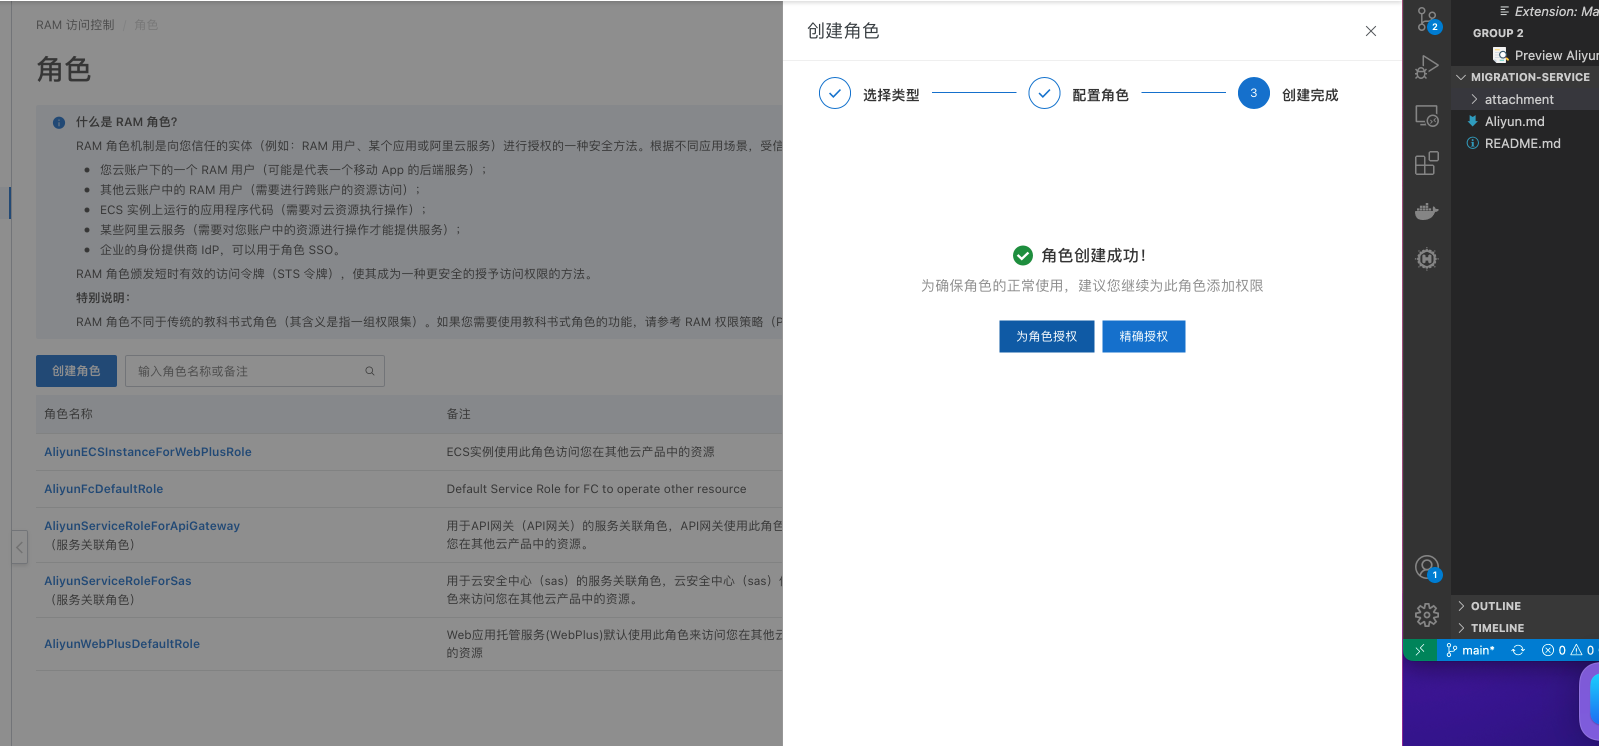 RAM 访问控制 / 角色
角色
什么是 RAM 角色?
RAM 角色机制是向您信任的实体（例如：RAM 用户、某个应用或阿里云服务）进行授权的一种安全方法。根据不同应用场景，受信
您云账户下的一个 RAM 用户（可能是代表一个移动 App 的后端服务）；
其他云账户中的 RAM 用户（需要进行跨账户的资源访问）；
ECS 实例上运行的应用程序代码（需要对云资源执行操作）；
某些阿里云服务（需要对您账户中的资源进行操作才能提供服务）；
企业的身份提供商 IdP，可以用于角色 SSO。
RAM 角色颁发短时有效的访问令牌（STS 令牌），使其成为一种更安全的授予访问权限的方法。
特别说明：
RAM 角色不同于传统的教科书式角色（其含义是指一组权限集）。如果您需要使用教科书式角色的功能，请参考 RAM 权限策略（P
创建角色
输入角色名称或备注
角色名称 备注
AliyunECSInstanceForWebPlusRole ECS实例使用此角色访问您在其他云产品中的资源
AliyunFcDefaultRole Default Service Role for FC to operate other resource
AliyunServiceRoleForApiGateway 用于API网关（API网关）的服务关联角色，API网关使用此角色
（服务关联角色） 您在其他云产品中的资源。
AliyunServiceRoleForSas 用于云安全中心（sas）的服务关联角色，云安全中心（sas）
（服务关联角色） 色来访问您在其他云产品中的资源。
AliyunWebPlusDefaultRole Web应用托管服务(WebPlus)默认使用此角色来访问您在其他云
的资源
创建角色
选择类型
配置角色
3 创建完成
角色创建成功！
为确保角色的正常使用，建议您继续为此角色添加权限
为角色授权 精确授权
Extension: Ma
2
GROUP 2
Preview Aliyun
MIGRATION-SERVICE
attachment
Aliyun.md
README.md
1
OUTLINE
TIMELINE
main* 0 0